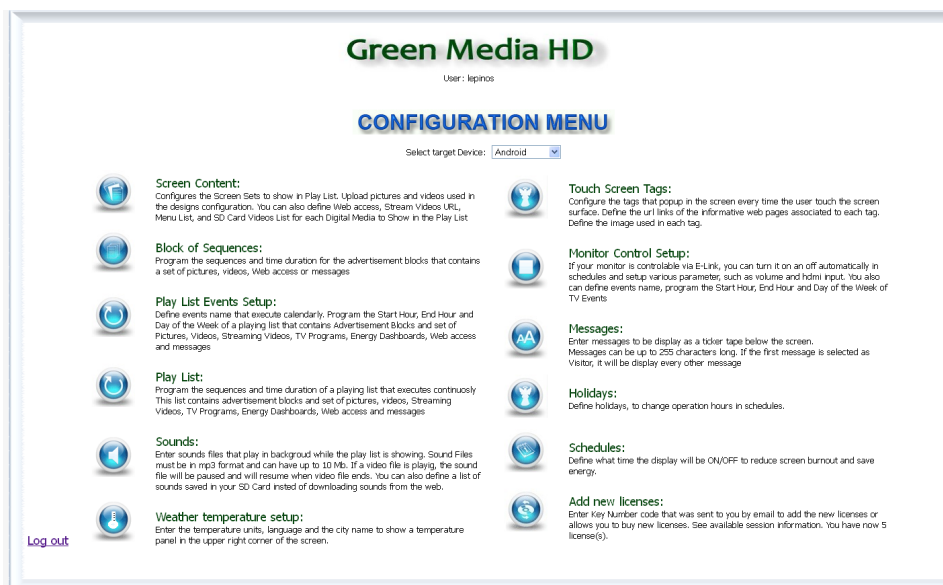 Green Media HD
User: lepinos
CONFIGURATION MENU
Select target Device: Android
Screen Content:
Configures the Screen Sets to show in Play List. Upload pictures and videos used in
the designs configuration. You can also define Web access, Stream Videos URL,
Menu List, and SD Card Videos List for each Digital Media to Show in the Play List
Block of Sequences:
Program the sequences and time duration for the advertisement blocks that contains
a set of pictures, videos, Web access or messages
Play List Events Setup:
Define events name that execute calendarly. Program the Start Hour, End Hour and
Day of the Week of a playing list that contains Advertisement Blocks and set of
Pictures, Videos, Streaming Videos, TV Programs, Energy Dashboards, Web access
and messages
Play List:
Program the sequences and time duration of a playing list that executes continuosly
This list contains advertisement blocks and set of pictures, videos, Streaming
Videos, TV Programs, Energy Dashboards, Web access and messages
Sounds:
Enter sounds files that play in backgroud while the play list is showing. Sound Files
must be in mp3 format and can have up to 10 Mb. If a video file is playig, the sound
file will be paused and will resume when video file ends. You can also define a list of
sounds saved in your SD Card insted of downloading sounds from the web.
Weather temperature setup:
Enter the temperature units, language and the city name to show a temperature
panel in the upper right corner of the screen.
Log out
Touch Screen Tags:
Configure the tags that popup in the screen every time the user touch the screen
surface. Define the url links of the informative web pages associated to each tag.
Define the image used in each tag.
Monitor Control Setup:
If your monitor is controlable via E-Link, you can turn it on an off automatically in
schedules and setup various parameter, such as volume and hdmi input. You also
can define events name, program the Start Hour, End Hour and Day of the Week of
TV Events
AA
Messages:
Enter messages to be display as a ticker tape below the screen.
Messages can be up to 255 characters long. If the first message is selected as
Visitor, it will be display every other message
Holidays:
Define holidays, to change operation hours in schedules.
Schedules:
Define what time the display will be ON/OFF to reduce screen burnout and save
energy.
Add new licenses:
Enter Key Number code that was sent to you by email to add the new licenses or
allows you to buy new licenses. See available session information. You have now 5
license(s).